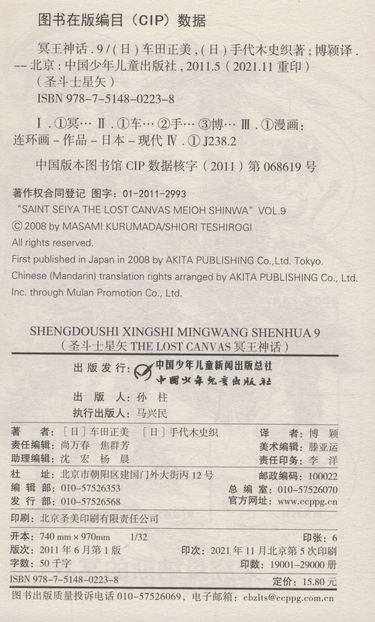 图书在版编目（CIP）数据
冥王神话.9/（日）车田正美,（日）手代木史织著；博颖译.
-- 北京：中国少年儿童出版社，2011.5（2021.11重印）
（圣斗士星矢）
ISBN 978-7-5148-0223-8
Ⅰ.①冥… Ⅱ.①车…②手…③博… Ⅲ.①漫画：
连环画－作品－日本－现代 Ⅳ.①J238.2
中国版本图书馆CIP数据核字（2011）第068619号
著作权合同登记 图字：01-2011-2993
"SAINT SEIYA THE LOST CANVAS MEIOH SHINWA" VOL.9
© 2008 by MASAMI KURUMADA/SHIORI TESHIROGI
All rights reserved.
First published in Japan in 2008 by AKITA PUBLISHING Co.,Ltd. Tokyo.
Chinese (Mandarin) translation rights arranged by AKITA PUBLISHING Co.,Ltd.
Inc. through Mulan Promotion Co., Ltd.
SHENGDOUSHI XINGSHI MINGWANG SHENHUA 9
（圣斗士星矢 THE LOST CANVAS 冥王神话）
出版发行：中国少年儿童新闻出版总社
中国少年儿童出版社
出 版 人：孙 柱
执行出版人：马兴民
著 者：［日］车田正美 ［日］手代木史织 译 者：博 颖
责任编辑：尚万春 焦群芳 美术编辑：滕亚运
助理编辑：沈 宏 杨 晨 责任印务：李 洋
社 址：北京市朝阳区建国门外大街丙12号 邮政编码：100022
编 辑 部：010-57526353 总 编 室：010-57526070
发 行 部：010-57526568 官方网址：www.ccppg.cn
印刷：北京圣美印刷有限责任公司
开本：740 mm×970mm 1/32 印张：6
版次：2011年6月第1版 印次：2021年11月北京第5次印刷
字数：50千字 印数：19001-29000册
ISBN 978-7-5148-0223-8 定价：15.80元
图书出版质量投诉电话010-57526069，电子邮箱：cbzlts@ccppg.com.cn